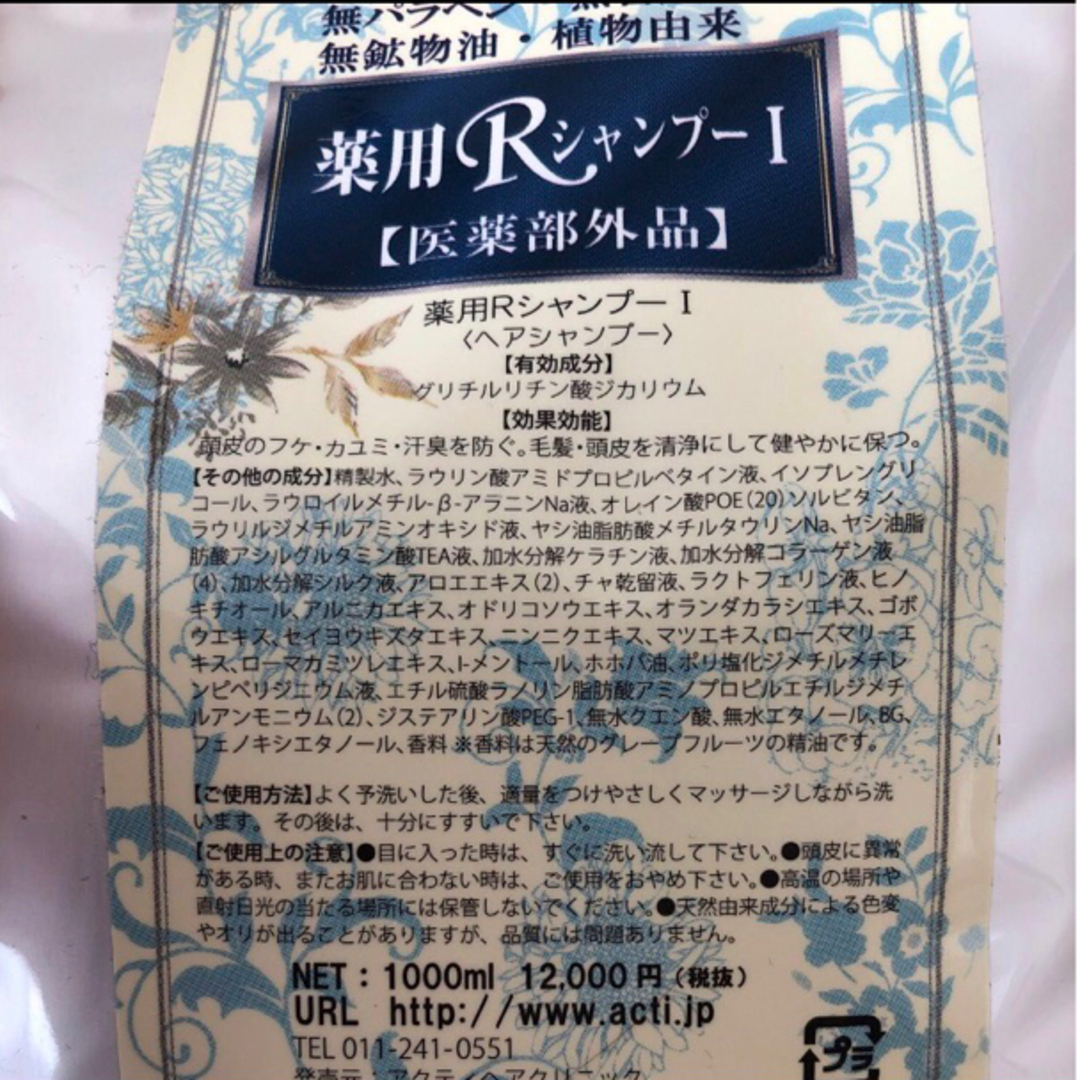 無パラベン・無
無鉱物油・植物由来
薬用RシャンプーⅠ
【医薬部外品】
薬用RシャンプーⅠ
〈ヘアシャンプー〉
【有効成分】
グリチルリチン酸ジカリウム
【効果効能】
頭皮のフケ・カユミ・汗臭を防ぐ。毛髪・頭皮を清浄にして健やかに保つ。
【その他の成分】精製水、ラウリン酸アミドプロピルベタイン液、イソプレングリ
コール、ラウロイルメチル-β-アラニンNa液、オレイン酸POE(20)ソルビタン、
ラウリルジメチルアミンオキシド液、ヤシ油脂肪酸メチルタウリンNa、ヤシ油脂
肪酸アシルグルタミン酸TEA液、加水分解ケラチン液、加水分解コラーゲン液
(4)、加水分解シルク液、アロエエキス(2)、チャ乾留液、ラクトフェリン液、ヒノ
キチオール、アルニカエキス、オドリコソウエキス、オランダカラシエキス、ゴボ
ウエキス、セイヨウキズタエキス、ニンニクエキス、マツエキス、ローズマリーエ
キス、ローマカミツレエキス、l-メントール、ホホバ油、ポリ塩化ジメチルメチレ
ンピペリジニウム液、エチル硫酸ラノリン脂肪酸アミノプロピルエチルジメチ
ルアンモニウム(2)、ジステアリン酸PEG-1、無水クエン酸、無水エタノール、BG、
フェノキシエタノール、香料 ※香料は天然のグレープフルーツの精油です。
【ご使用方法】よく予洗いした後、適量をつけやさしくマッサージしながら洗
います。その後は、十分にすすいで下さい。
【ご使用上の注意】●目に入った時は、すぐに洗い流して下さい。●頭皮に異常
がある時、またお肌に合わない時は、ご使用をおやめ下さい。●高温の場所や
直射日光の当たる場所には保管しないでください。●天然由来成分による色変
やオリが出ることがありますが、品質には問題ありません。
NET : 1000ml 12,000円(税抜)
URL http://www.acti.jp
TEL 011-241-0551
発売元:アクティヘアクリニック
プラ